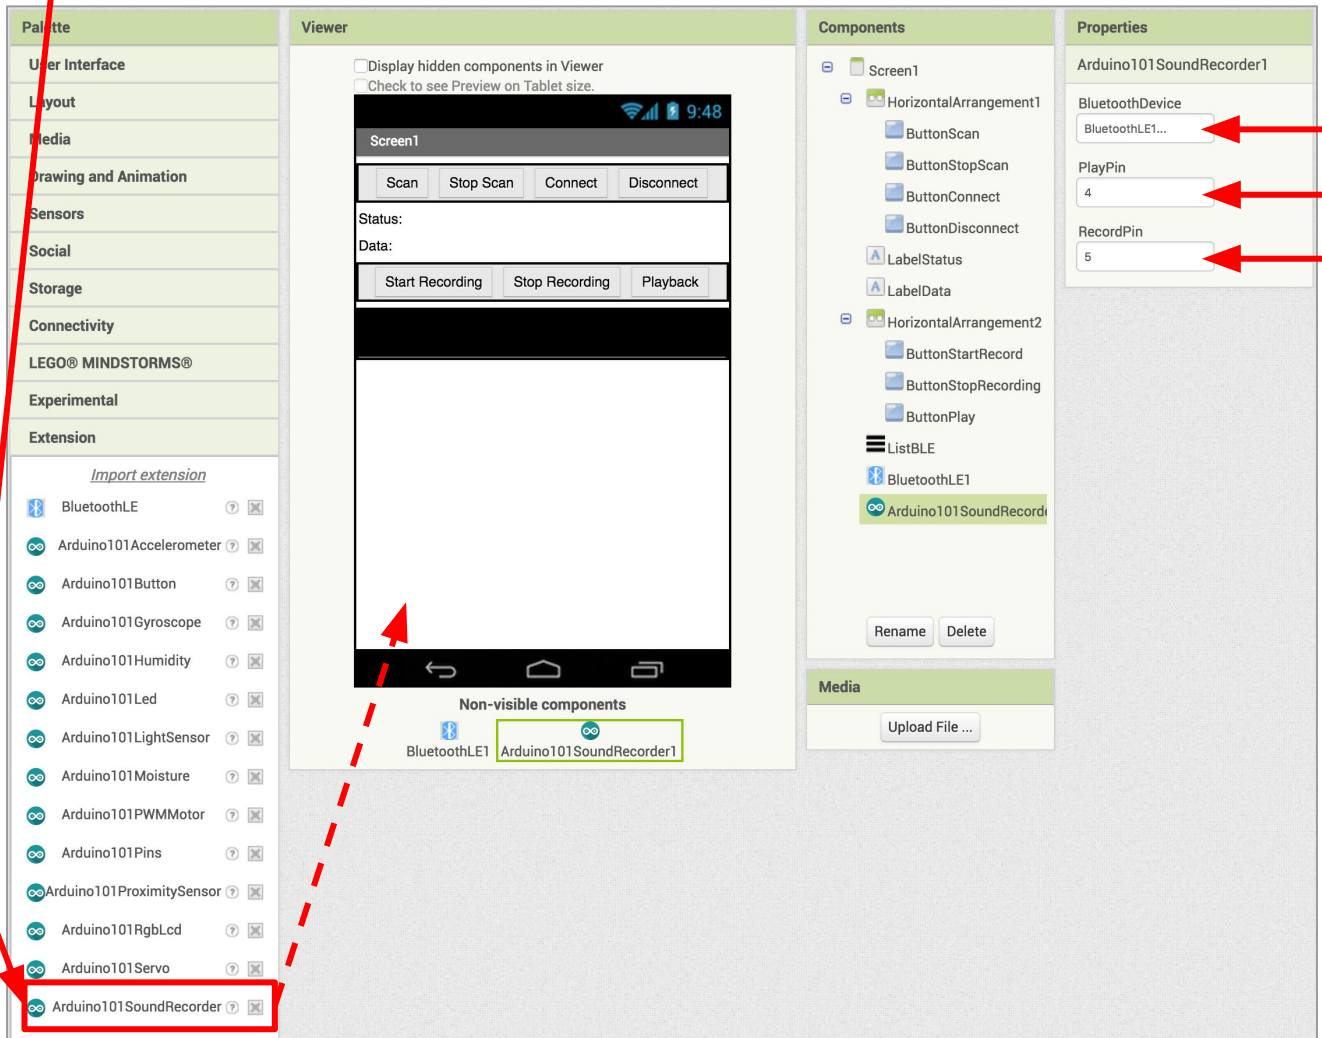 Palette
User Interface
Layout
Media
Drawing and Animation
Sensors
Social
Storage
Connectivity
LEGO® MINDSTORMS®
Experimental
Extension
Import extension
BluetoothLE
Arduino101Accelerometer
Arduino101Button
Arduino101Gyroscope
Arduino101Humidity
Arduino101Led
Arduino101LightSensor
Arduino101Moisture
Arduino101PWMMotor
Arduino101Pins
Arduino101ProximitySensor
Arduino101RgbLcd
Arduino101Servo
Arduino101SoundRecorder
Viewer
Display hidden components in Viewer
Check to see Preview on Tablet size.
9:48
Screen1
Scan Stop Scan Connect Disconnect
Status:
Data:
Start Recording Stop Recording Playback
Non-visible components
BluetoothLE1 Arduino101SoundRecorder1
Components
Screen1
HorizontalArrangement1
ButtonScan
ButtonStopScan
ButtonConnect
ButtonDisconnect
LabelStatus
LabelData
HorizontalArrangement2
ButtonStartRecord
ButtonStopRecording
ButtonPlay
ListBLE
BluetoothLE1
Arduino101SoundRecorde
Rename Delete
Media
Upload File ...
Properties
Arduino101SoundRecorder1
BluetoothDevice
BluetoothLE1...
PlayPin
4
RecordPin
5